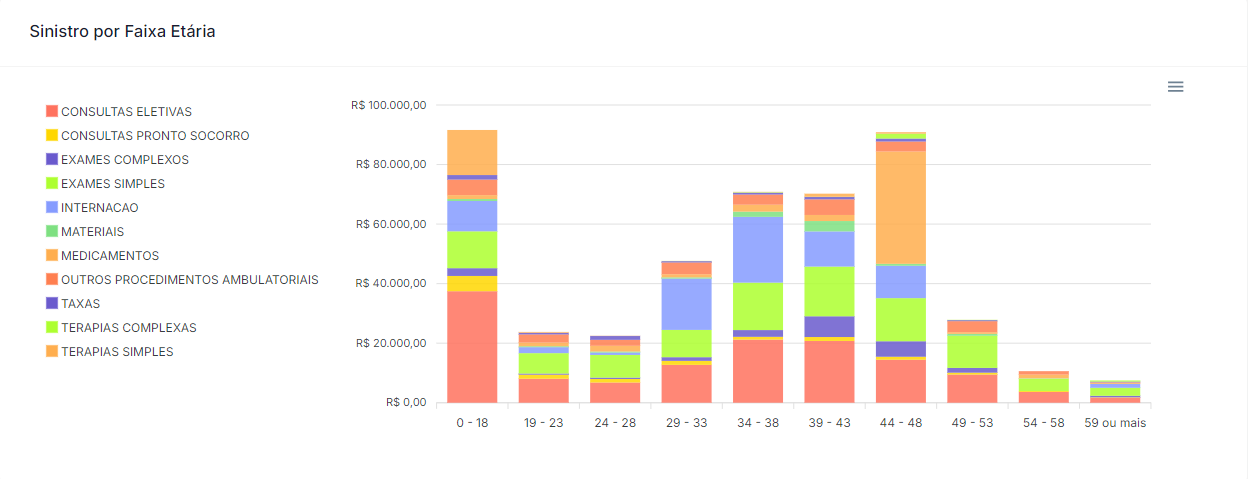 Sinistro por Faixa Etária
CONSULTAS ELETIVAS
CONSULTAS PRONTO SOCORRO
EXAMES COMPLEXOS
EXAMES SIMPLES
INTERNACAO
MATERIAIS
MEDICAMENTOS
OUTROS PROCEDIMENTOS AMBULATORIAIS
TAXAS
TERAPIAS COMPLEXAS
TERAPIAS SIMPLES
R$ 100.000,00
R$ 80.000,00
R$ 60.000,00
R$ 40.000,00
R$ 20.000,00
R$ 0,00
0 - 18 19 - 23 24 - 28 29 - 33 34 - 38 39 - 43 44 - 48 49 - 53 54 - 58 59 ou mais